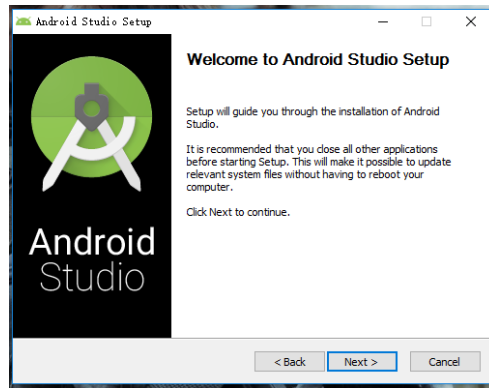 Android Studio Setup
Welcome to Android Studio Setup
Setup will guide you through the installation of Android
Studio.
It is recommended that you close all other applications
before starting Setup. This will make it possible to update
relevant system files without having to reboot your
computer.
Click Next to continue.
Android
Studio
< Back
Next >
Cancel